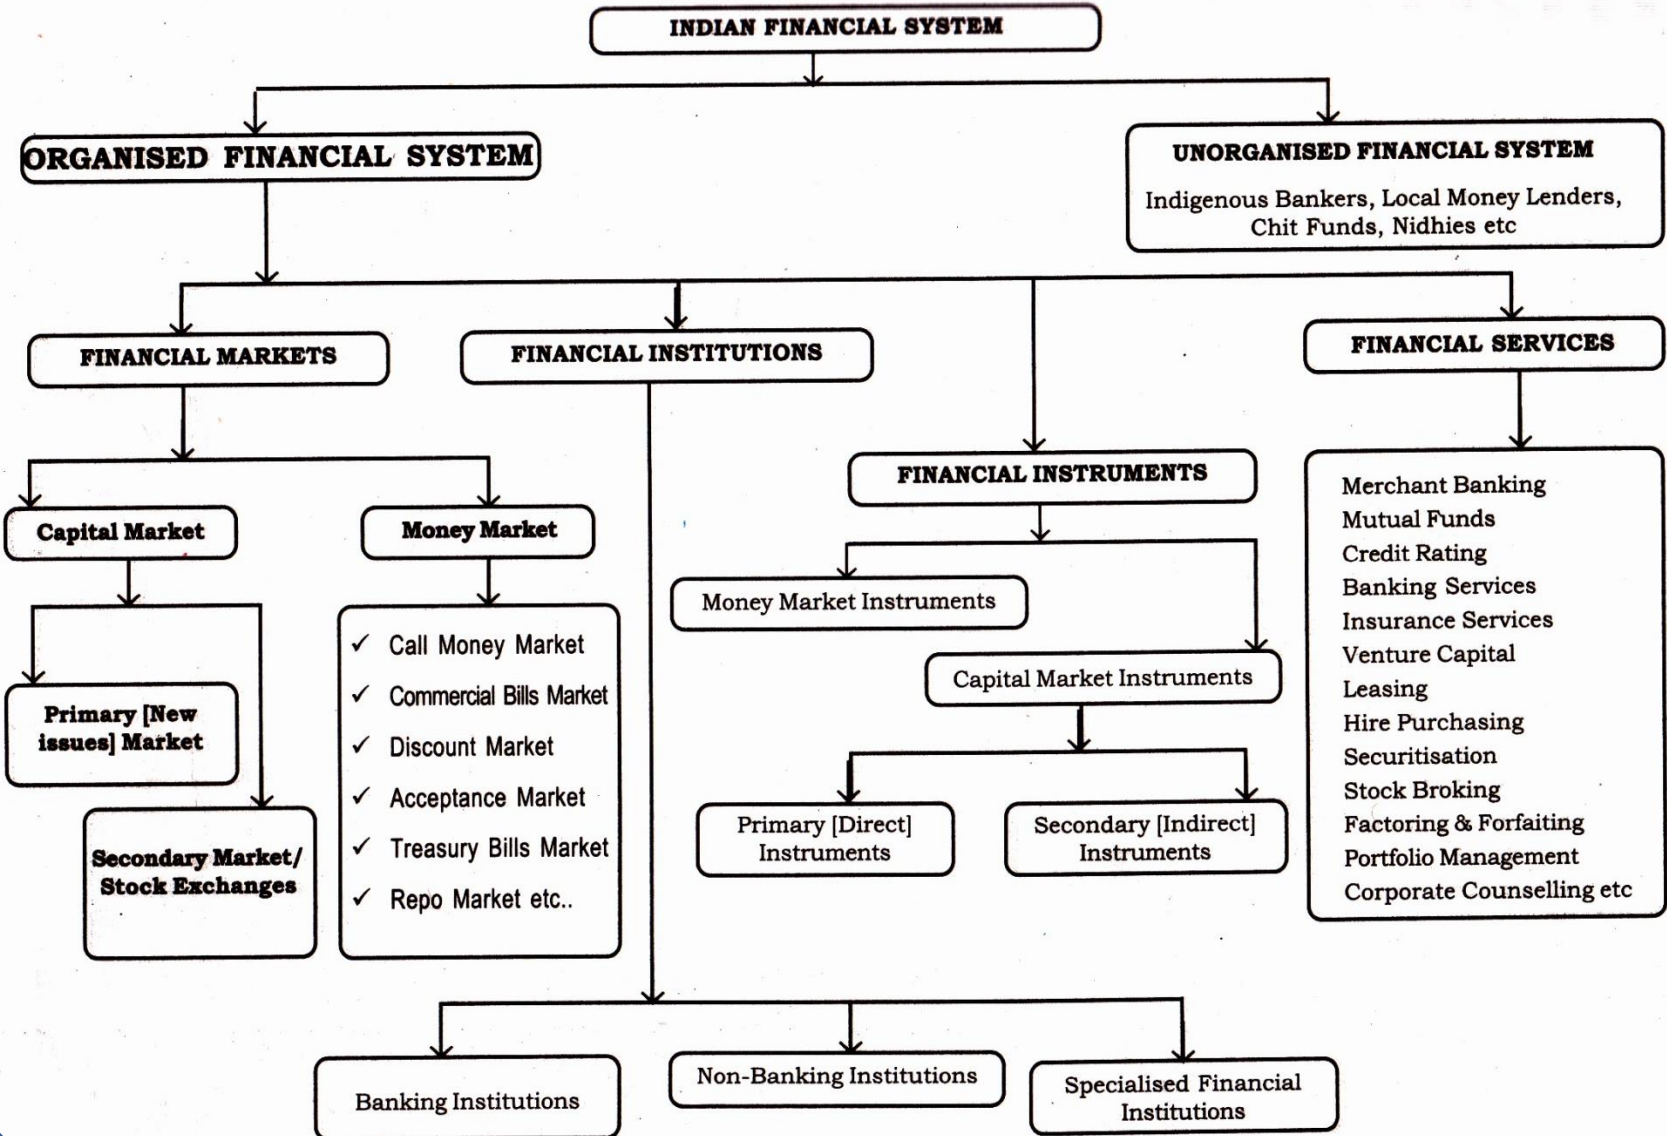 INDIAN FINANCIAL SYSTEM
ORGANISED FINANCIAL SYSTEM
UNORGANISED FINANCIAL SYSTEM
Indigenous Bankers, Local Money Lenders,
Chit Funds, Nidhies etc
FINANCIAL MARKETS
FINANCIAL INSTITUTIONS
FINANCIAL SERVICES
FINANCIAL INSTRUMENTS
Capital Market
Money Market
Primary [New
issues] Market
Secondary Market/
Stock Exchanges
✓ Call Money Market
✓ Commercial Bills Market
✓ Discount Market
✓ Acceptance Market
✓ Treasury Bills Market
✓ Repo Market etc..
Money Market Instruments
Capital Market Instruments
Primary [Direct]
Instruments
Secondary [Indirect]
Instruments
Merchant Banking
Mutual Funds
Credit Rating
Banking Services
Insurance Services
Venture Capital
Leasing
Hire Purchasing
Securitisation
Stock Broking
Factoring & Forfaiting
Portfolio Management
Corporate Counselling etc
Banking Institutions
Non-Banking Institutions
Specialised Financial
Institutions